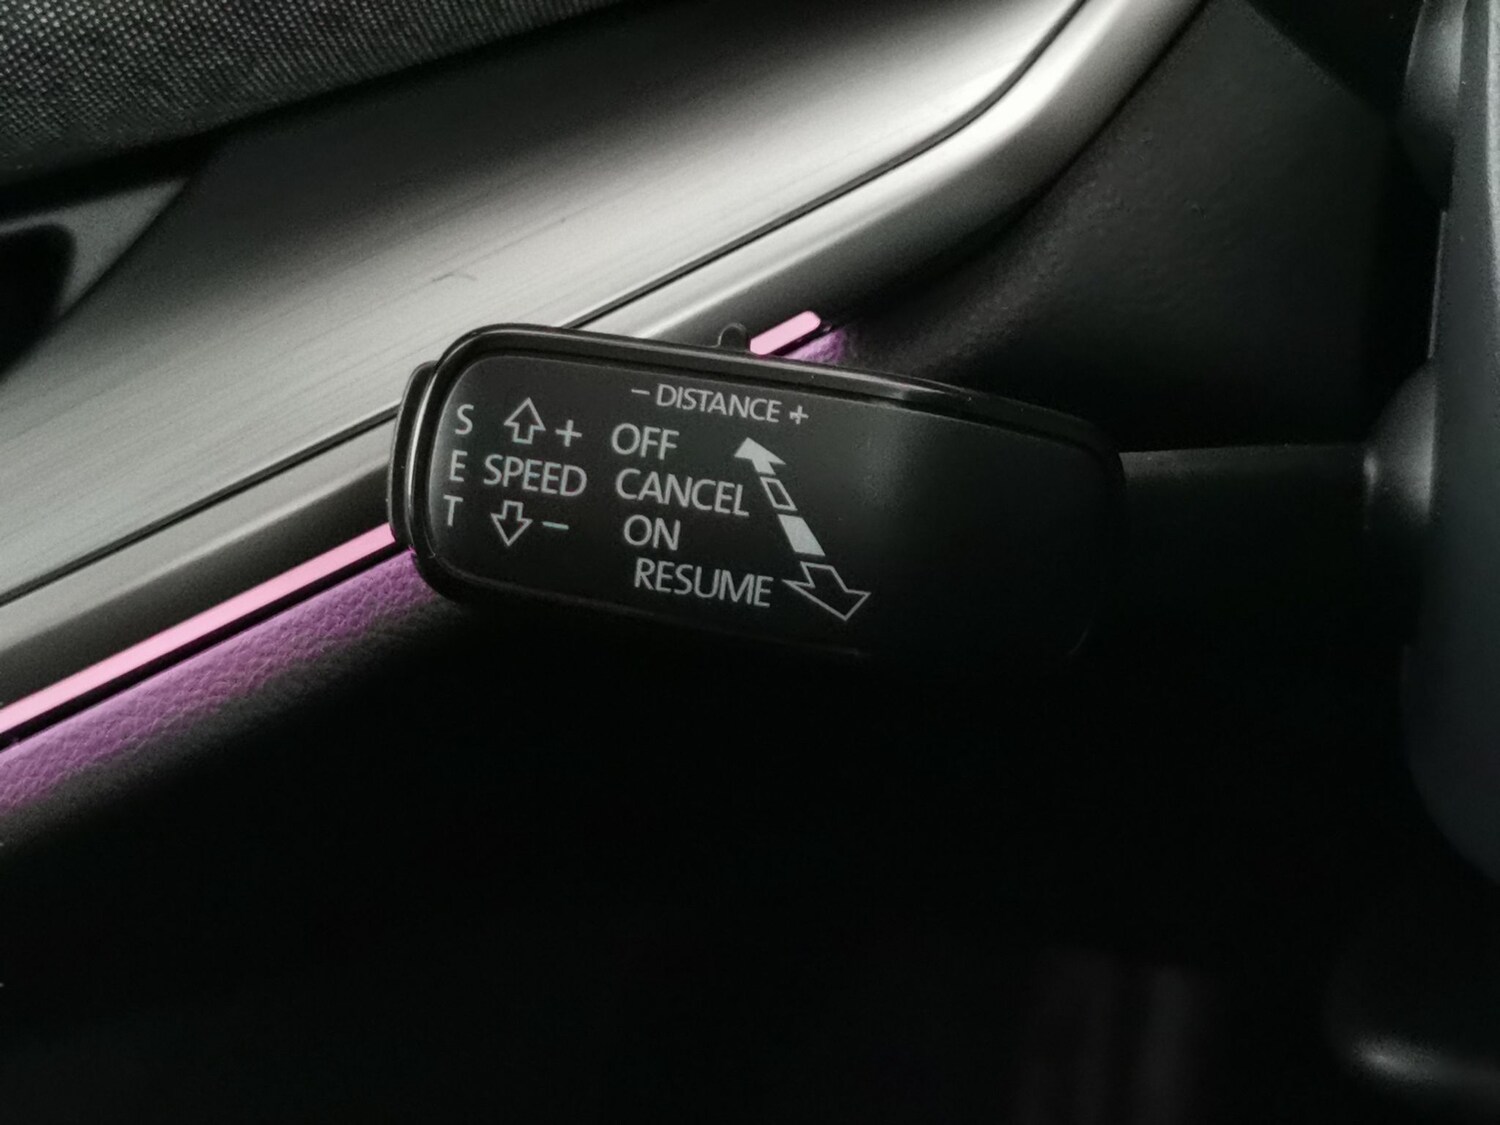 – DISTANCE +
S + OFF
E SPEED CANCEL
T – ON
RESUME